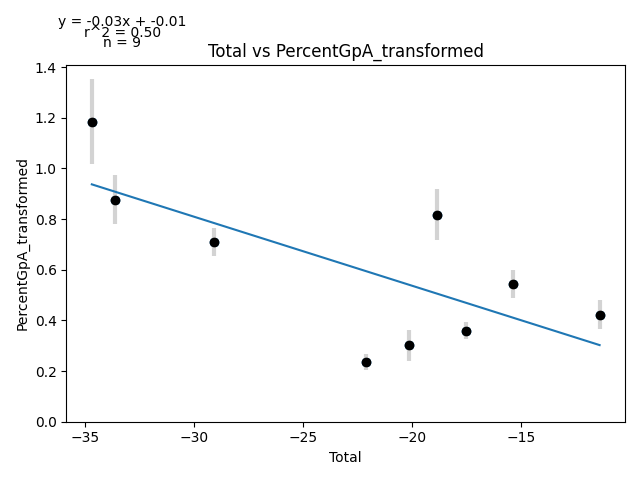 y = -0.03x + -0.01
r^2 = 0.50
n = 9
Total vs PercentGpA_transformed
PercentGpA_transformed
1.4
1.2
1.0
0.8
0.6
0.4
0.2
0.0
−35
−30
−25
−20
−15
Total